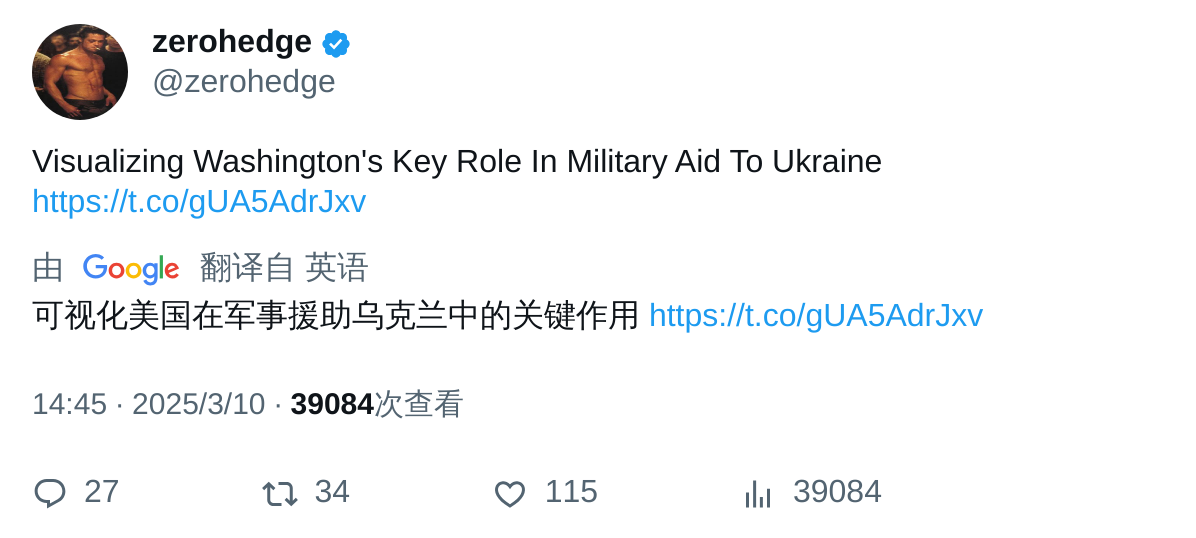 zerohedge
@zerohedge
Visualizing Washington's Key Role In Military Aid To Ukraine
https://t.co/gUA5AdrJxv
由 Google 翻译自 英语
可视化美国在军事援助乌克兰中的关键作用 https://t.co/gUA5AdrJxv
14:45 · 2025/3/10 · 39084次查看
27 34 115 39084